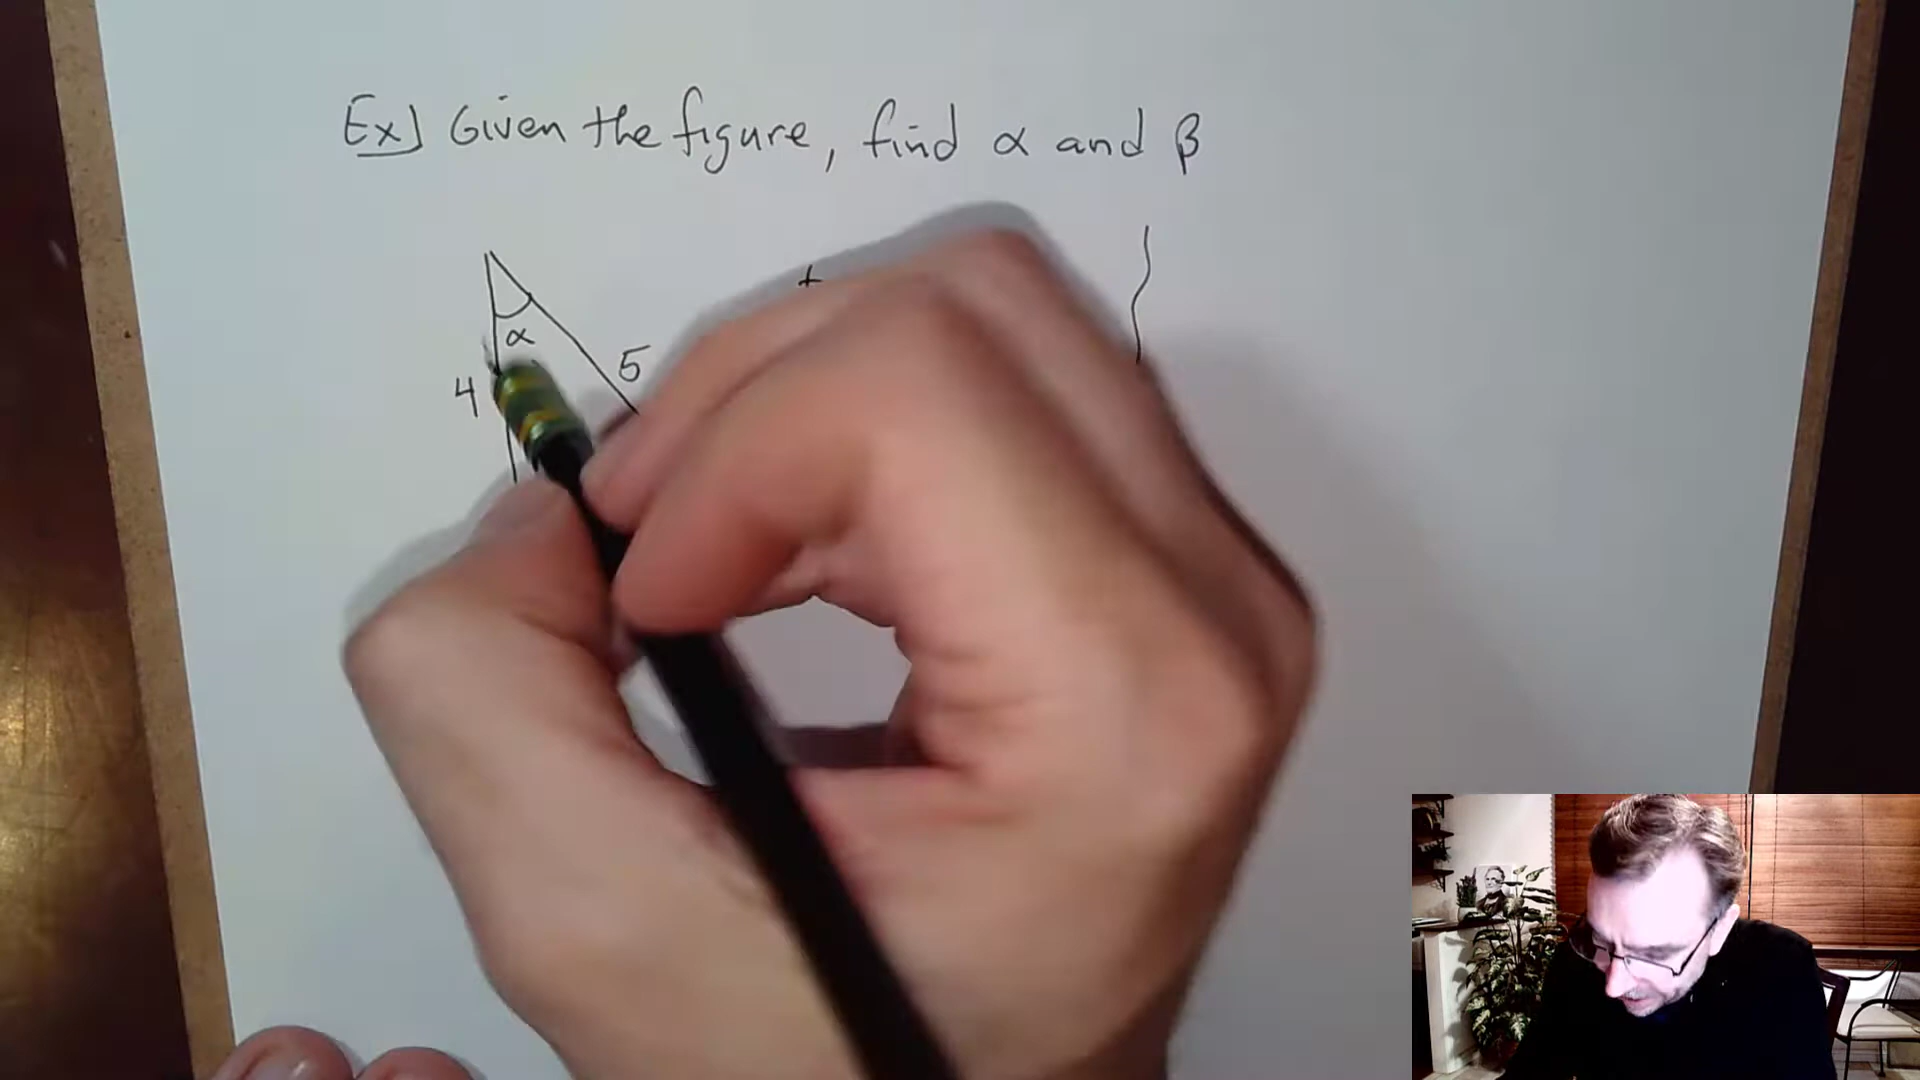 Ex] Given the figure, find α and β
α
5
4